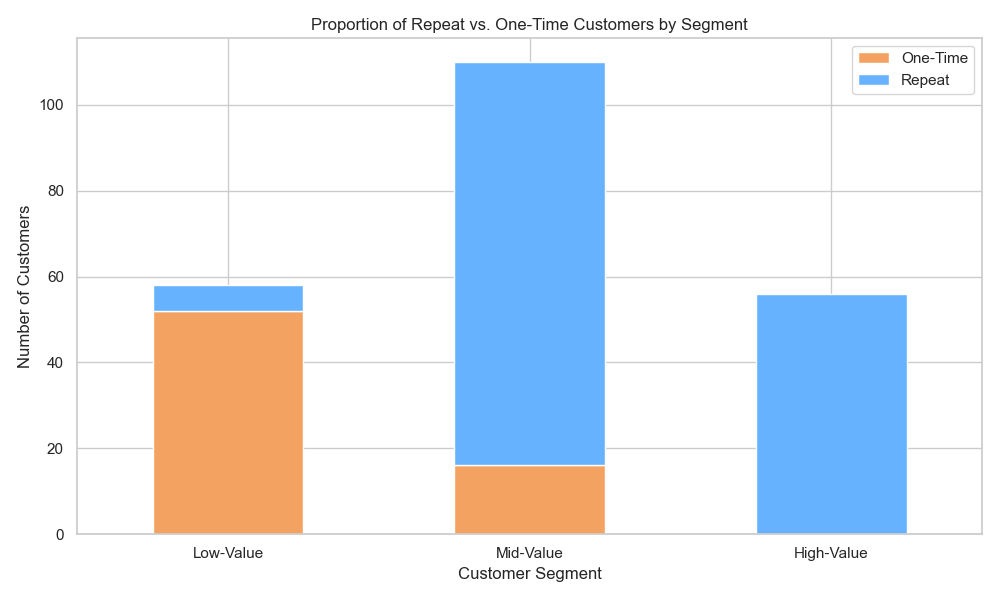 Proportion of Repeat vs. One-Time Customers by Segment
One-Time
Repeat
Number of Customers
100
80
60
40
20
0
Low-Value
Mid-Value
High-Value
Customer Segment